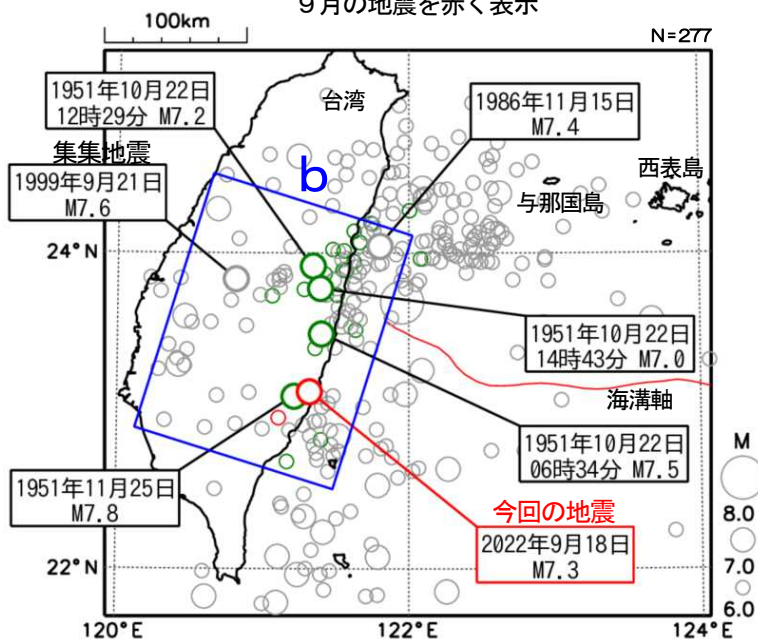 ９月の地震を赤く表示
100km
N=277
1951年10月22日
12時29分 M7.2
台湾
1986年11月15日
M7.4
集集地震
1999年9月21日
M7.6
b
西表島
与那国島
24°N
1951年10月22日
14時43分 M7.0
海溝軸
1951年10月22日
06時34分 M7.5
1951年11月25日
M7.8
今回の地震
2022年9月18日
M7.3
M
8.0
7.0
6.0
22°N
120°E
122°E
124°E